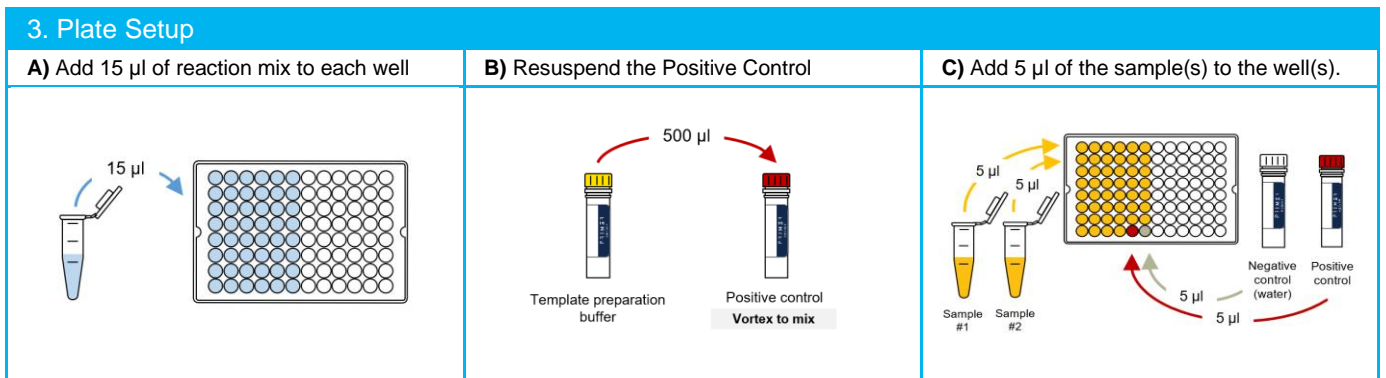 3. Plate Setup
A) Add 15 µl of reaction mix to each well
B) Resuspend the Positive Control
C) Add 5 µl of the sample(s) to the well(s).
15 µl
500 µl
Template preparation
buffer
Positive control
Vortex to mix
5 µl
5 µl
Sample
#1
Sample
#2
Negative
control
(water)
Positive
control
5 µl
5 µl